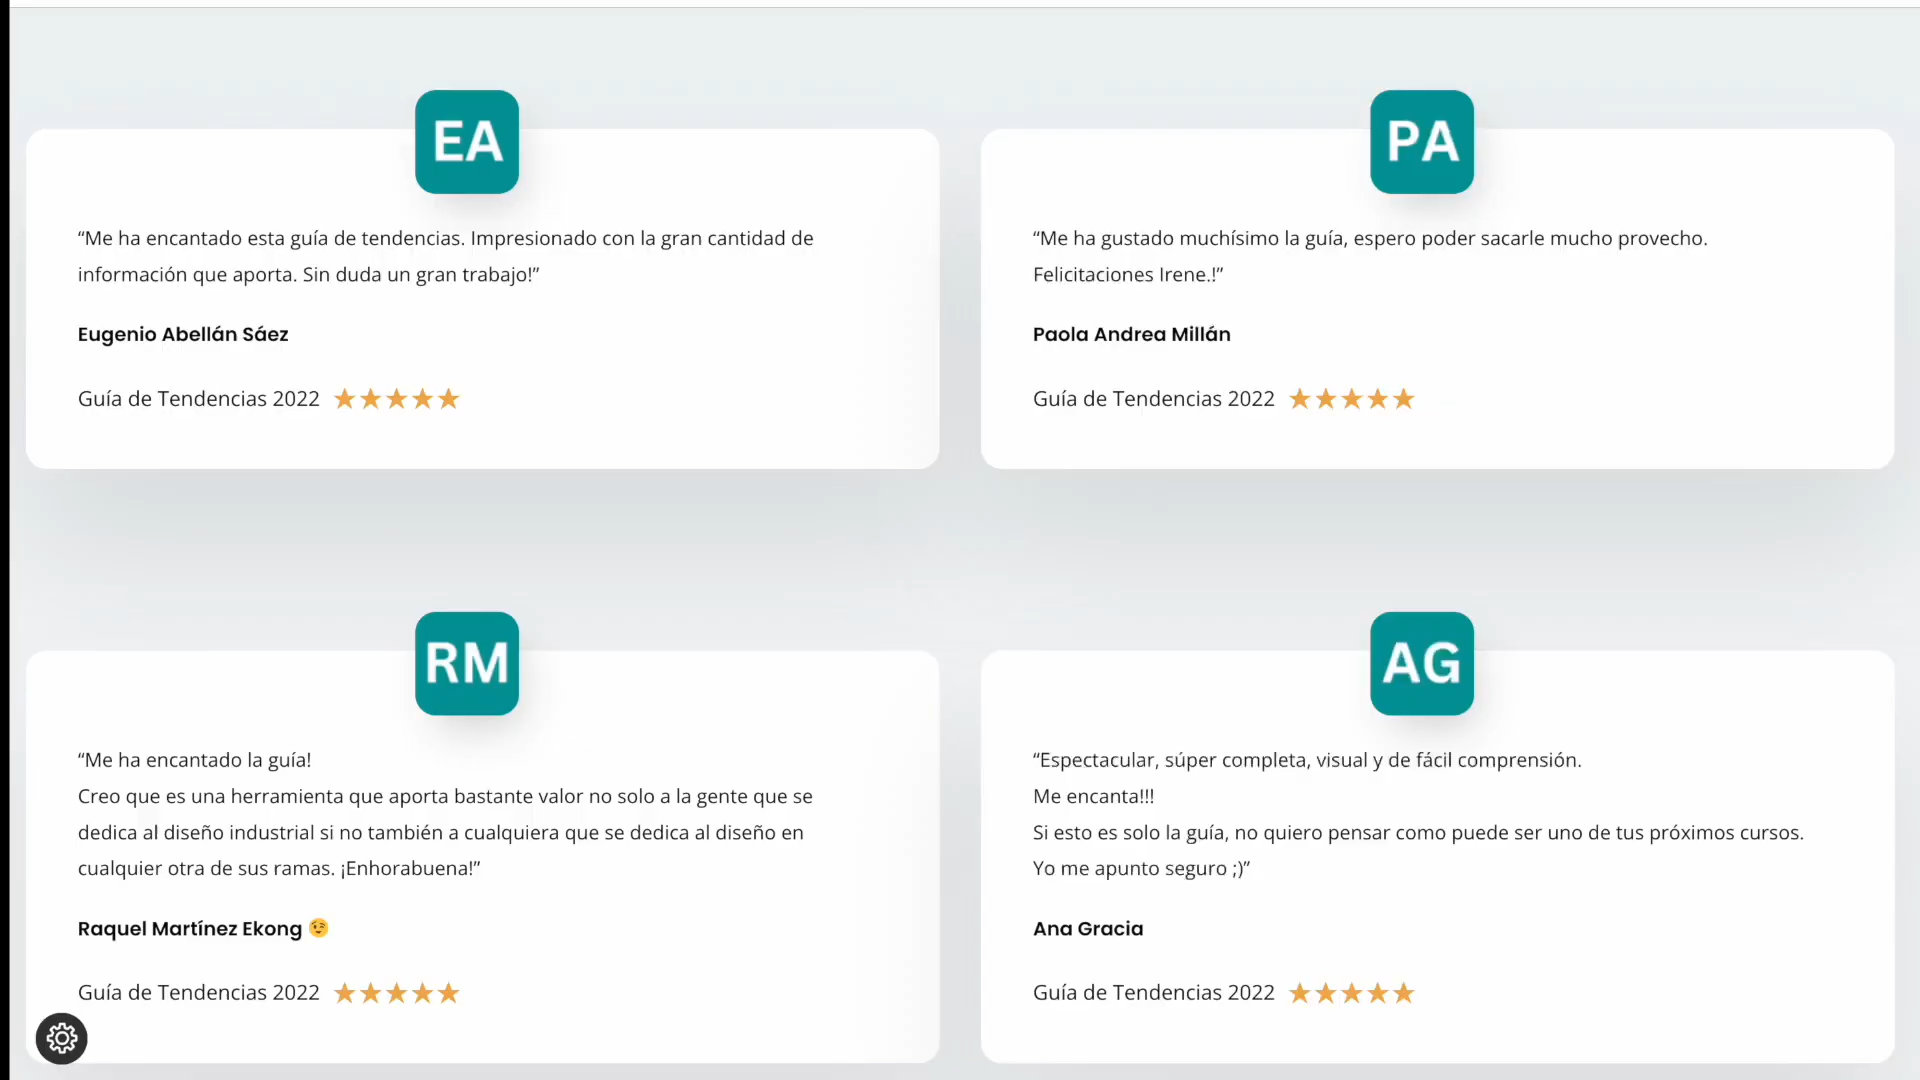 EA
“Me ha encantado esta guía de tendencias. Impresionado con la gran cantidad de
información que aporta. Sin duda un gran trabajo!”
Eugenio Abellán Sáez
Guía de Tendencias 2022 ★★★★★
PA
“Me ha gustado muchísimo la guía, espero poder sacarle mucho provecho.
Felicitaciones Irene.!”
Paola Andrea Millán
Guía de Tendencias 2022 ★★★★★
RM
“Me ha encantado la guía!
Creo que es una herramienta que aporta bastante valor no solo a la gente que se
dedica al diseño industrial si no también a cualquiera que se dedica al diseño en
cualquier otra de sus ramas. ¡Enhorabuena!”
Raquel Martínez Ekong 😉
Guía de Tendencias 2022 ★★★★★
AG
“Espectacular, súper completa, visual y de fácil comprensión.
Me encanta!!!
Si esto es solo la guía, no quiero pensar como puede ser uno de tus próximos cursos.
Yo me apunto seguro ;)”
Ana Gracia
Guía de Tendencias 2022 ★★★★★